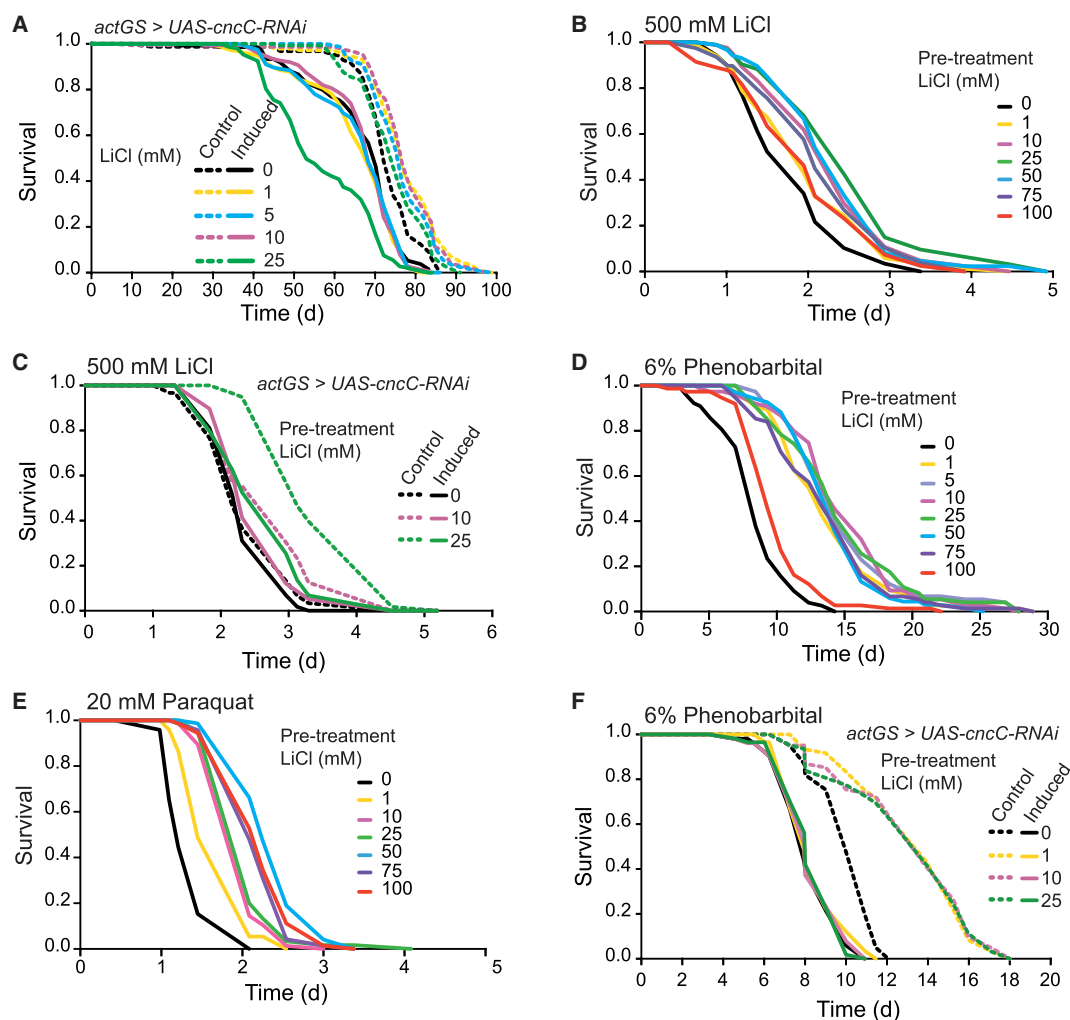 A
actGS > UAS-cncC-RNAi
Survival
1.0
0.8
0.6
0.4
0.2
0.0
LiCl (mM)
Control
Induced
0
1
5
10
25
0 10 20 30 40 50 60 70 80 90 100
Time (d)
B
500 mM LiCl
Survival
1.0
0.8
0.6
0.4
0.2
0.0
Pre-treatment
LiCl (mM)
0
1
10
25
50
75
100
0 1 2 3 4 5
Time (d)
C
500 mM LiCl
actGS > UAS-cncC-RNAi
Survival
1.0
0.8
0.6
0.4
0.2
0.0
Pre-treatment
LiCl (mM)
Control
Induced
0
10
25
0 1 2 3 4 5 6
Time (d)
D
6% Phenobarbital
Survival
1.0
0.8
0.6
0.4
0.2
0.0
Pre-treatment
LiCl (mM)
0
1
5
10
25
50
75
100
0 5 10 15 20 25 30
Time (d)
E
20 mM Paraquat
Survival
1.0
0.8
0.6
0.4
0.2
0.0
Pre-treatment
LiCl (mM)
0
1
10
25
50
75
100
0 1 2 3 4 5
Time (d)
F
6% Phenobarbital
actGS > UAS-cncC-RNAi
Survival
1.0
0.8
0.6
0.4
0.2
0.0
Pre-treatment
LiCl (mM)
Control
Induced
0
1
10
25
0 2 4 6 8 10 12 14 16 18 20
Time (d)